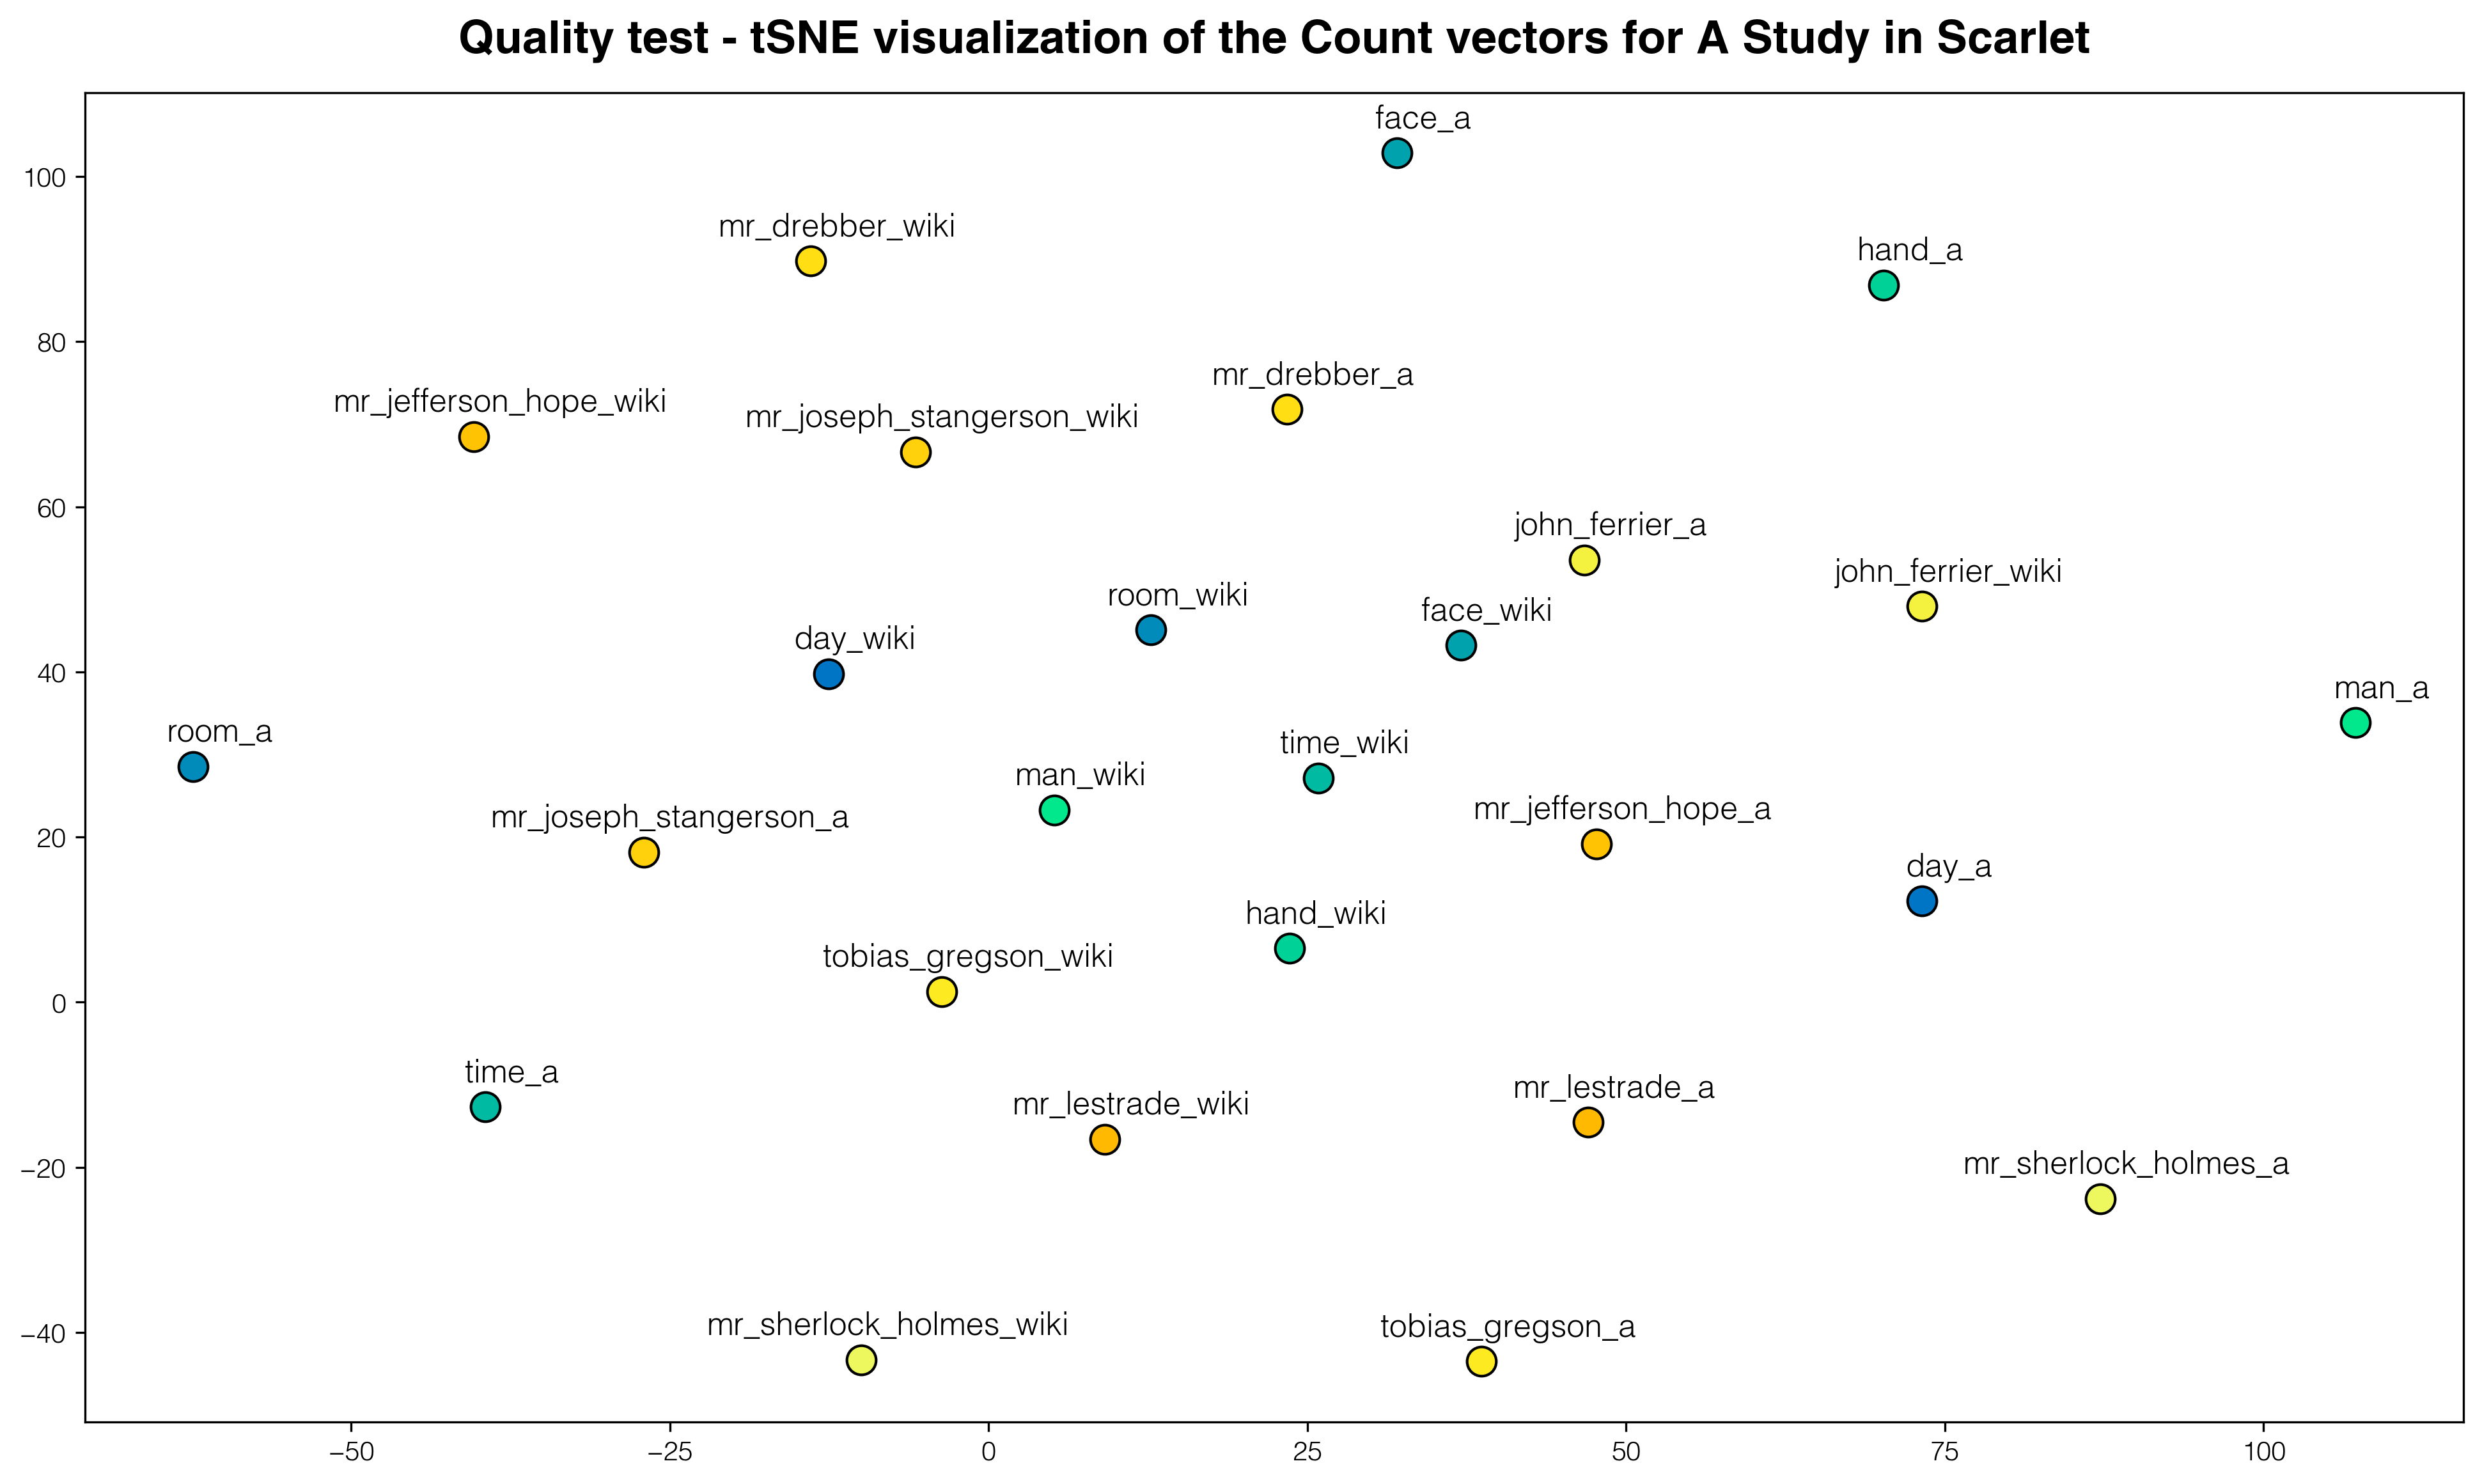 Quality test - tSNE visualization of the Count vectors for A Study in Scarlet
face_a
100
mr_drebber_wiki
hand_a
80
mr_drebber_a
mr_jefferson_hope_wiki
mr_joseph_stangerson_wiki
60
john_ferrier_a
john_ferrier_wiki
room_wiki
face_wiki
day_wiki
40
man_a
room_a
time_wiki
man_wiki
mr_joseph_stangerson_a
mr_jefferson_hope_a
20
day_a
hand_wiki
tobias_gregson_wiki
0
time_a
mr_lestrade_wiki
mr_lestrade_a
−20
mr_sherlock_holmes_a
mr_sherlock_holmes_wiki
tobias_gregson_a
−40
−50 −25 0 25 50 75 100